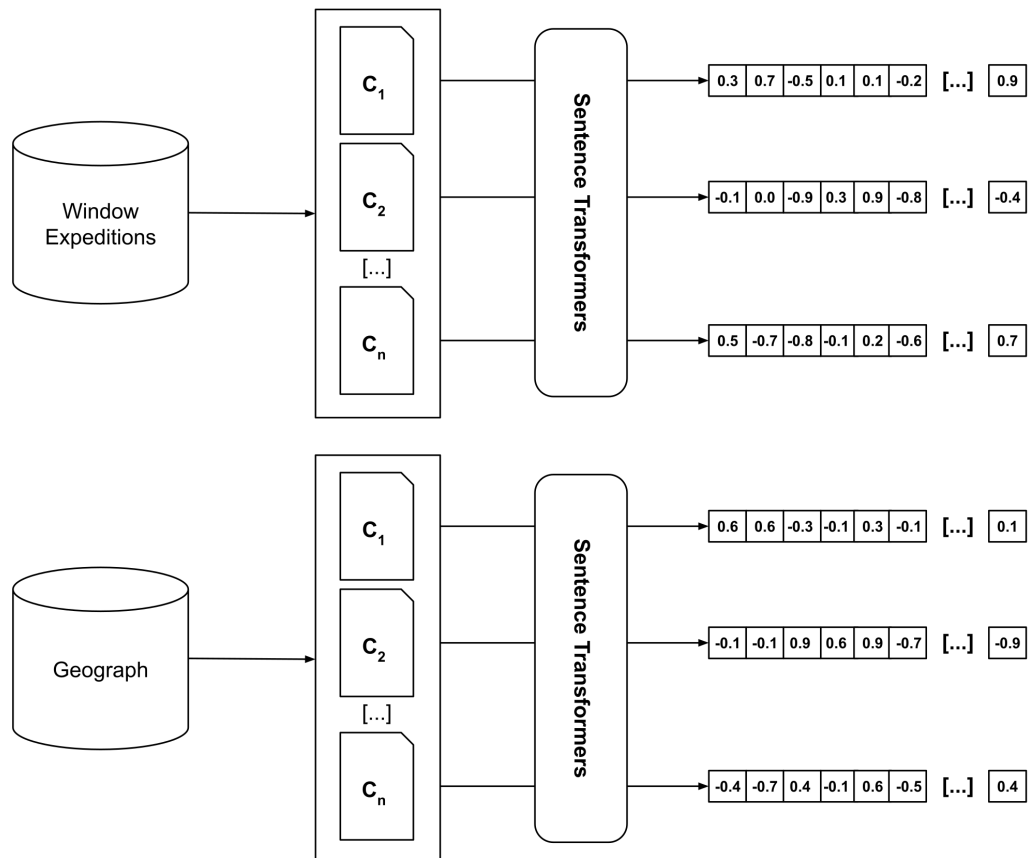 Window
Expeditions
C1
C2
[...]
Cn
Sentence Transformers
0.3 0.7 -0.5 0.1 0.1 -0.2 [...] 0.9
-0.1 0.0 -0.9 0.3 0.9 -0.8 [...] -0.4
0.5 -0.7 -0.8 -0.1 0.2 -0.6 [...] 0.7
Geograph
C1
C2
[...]
Cn
Sentence Transformers
0.6 0.6 -0.3 -0.1 0.3 -0.1 [...] 0.1
-0.1 -0.1 0.9 0.6 0.9 -0.7 [...] -0.9
-0.4 -0.7 0.4 -0.1 0.6 -0.5 [...] 0.4